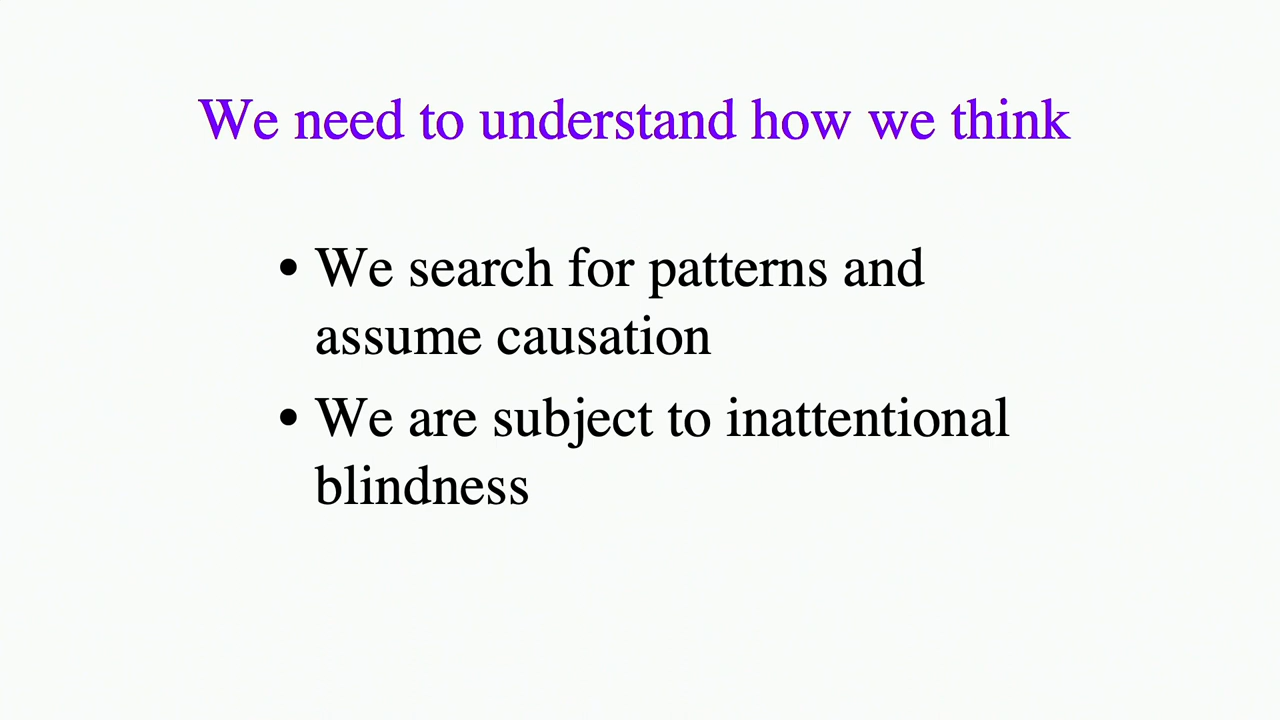 We need to understand how we think
• We search for patterns and
assume causation
• We are subject to inattentional
blindness